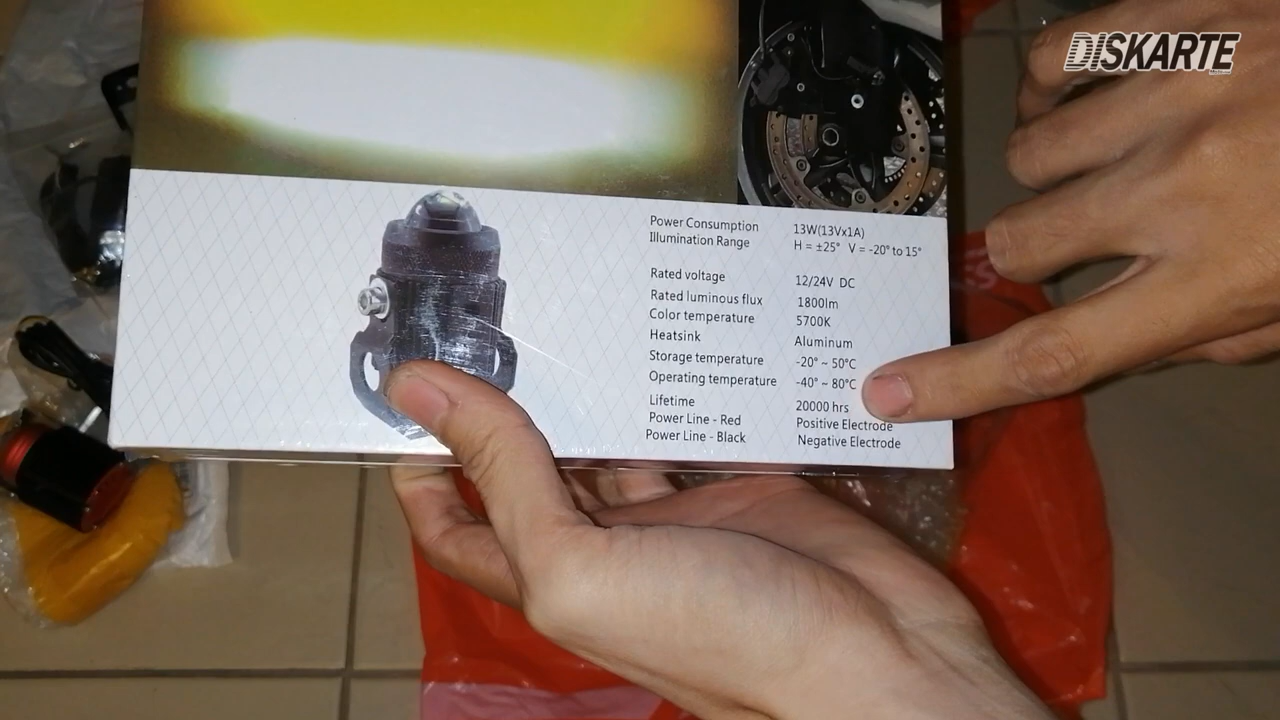 DISKARTE
Power Consumption 13W(13Vx1A)
Illumination Range H = ±25° V = -20° to 15°
Rated voltage 12/24V DC
Rated luminous flux 1800lm
Color temperature 5700K
Heatsink Aluminum
Storage temperature -20° ~ 50°C
Operating temperature -40° ~ 80°C
Lifetime 20000 hrs
Power Line - Red Positive Electrode
Power Line - Black Negative Electrode